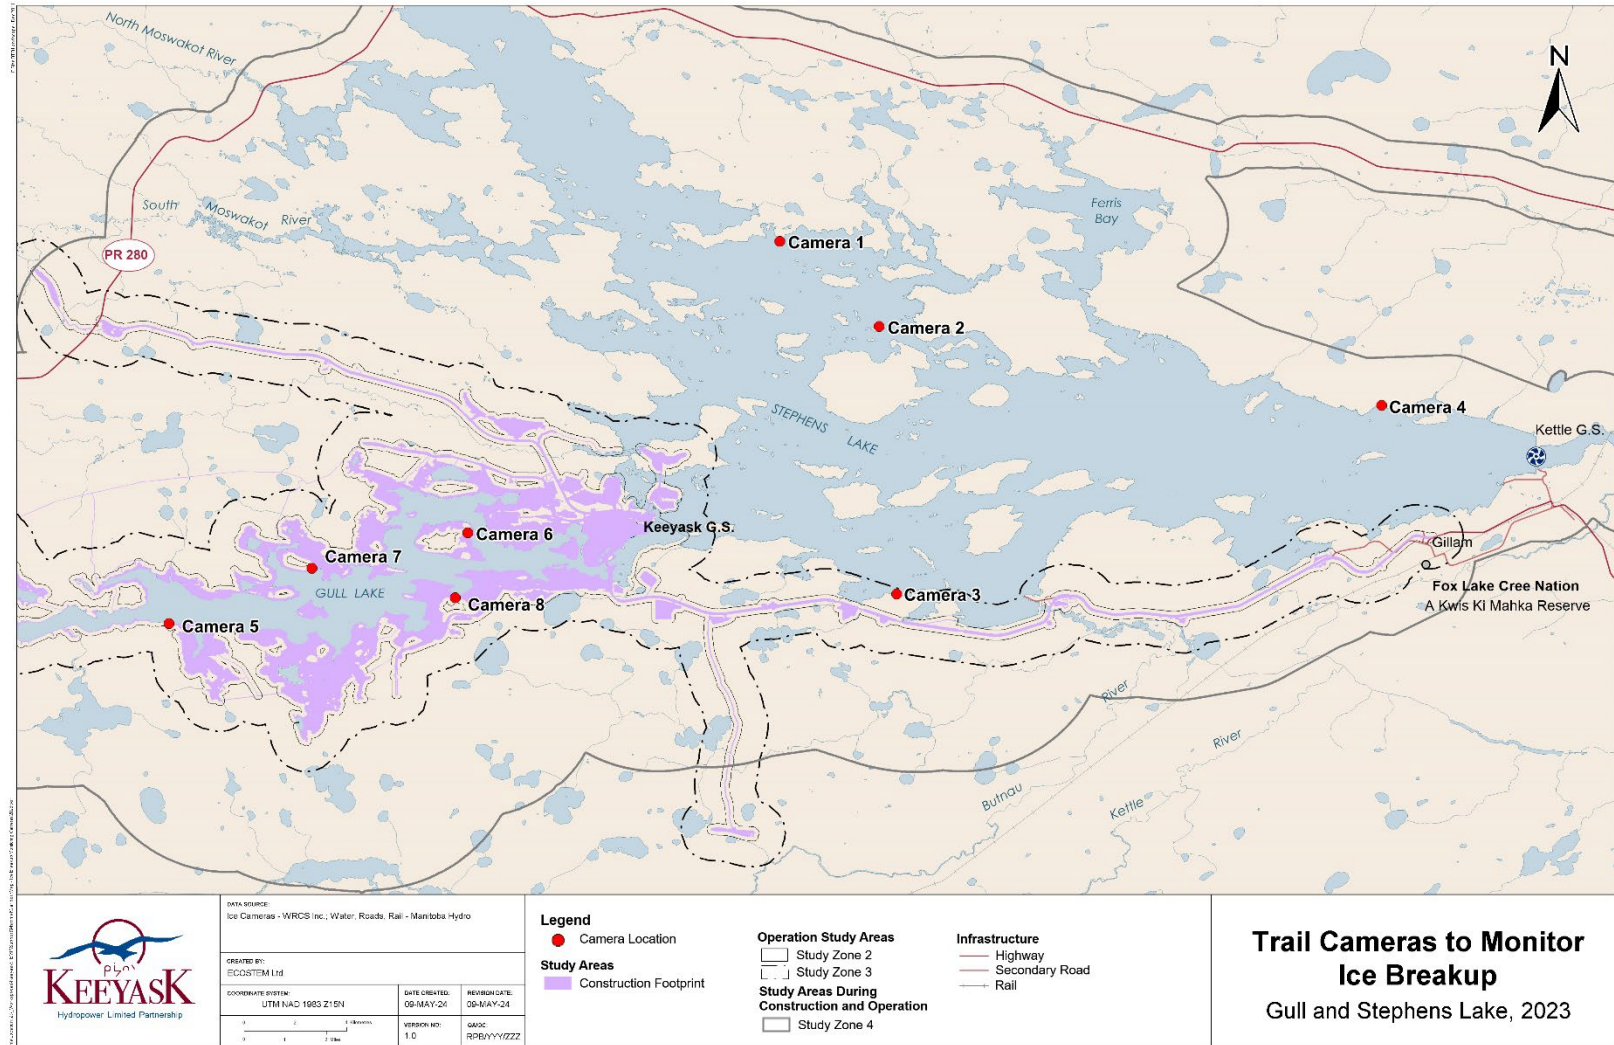 North Moswakot River
N
South Moswakot River
Ferris
Bay
PR 280
Camera 1
Camera 2
STEPHENS LAKE
Camera 4
Kettle G.S.
Keeyask G.S.
Camera 6
Camera 7
GULL LAKE
Camera 8
Camera 5
Camera 3
Gillam
Fox Lake Cree Nation
A Kwis Ki Mahka Reserve
Butnau River
Kettle River
KEEYASK
Hydropower Limited Partnership
DATA SOURCE:
Ice Cameras - WRCS Inc.; Water, Roads, Rail - Manitoba Hydro
CREATED BY:
ECOSTEM Ltd.
COORDINATE SYSTEM:
UTM NAD 1983 Z15N
DATE CREATED:
09-MAY-24
REVISION DATE:
09-MAY-24
VERSION NO:
1.0
QA/QC:
RPB/YYY/ZZZ
Legend
Camera Location
Study Areas
Construction Footprint
Operation Study Areas
Study Zone 2
Study Zone 3
Study Areas During
Construction and Operation
Study Zone 4
Infrastructure
Highway
Secondary Road
Rail
Trail Cameras to Monitor
Ice Breakup
Gull and Stephens Lake, 2023